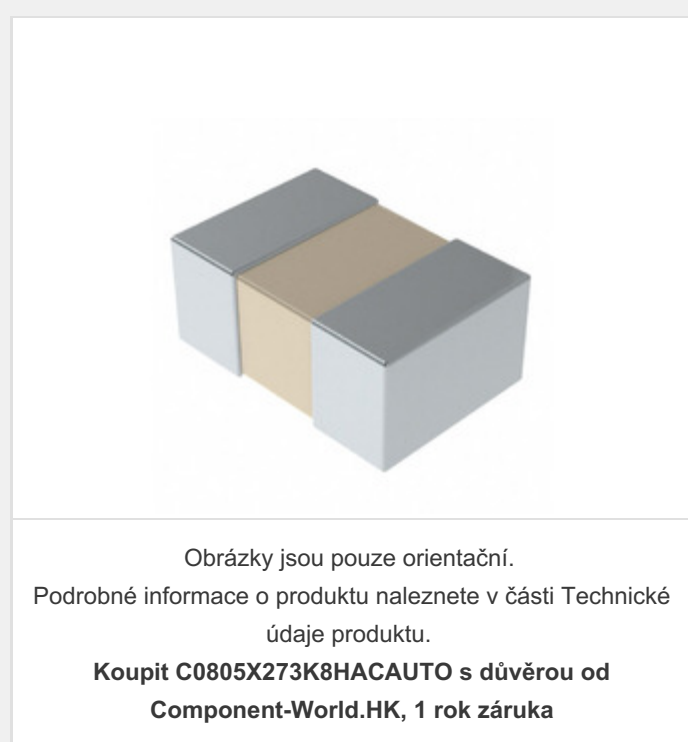 Obrázky jsou pouze orientační.
Podrobné informace o produktu naleznete v části Technické
údaje produktu.
Koupit C0805X273K8HACAUTO s důvěrou od
Component-World.HK, 1 rok záruka